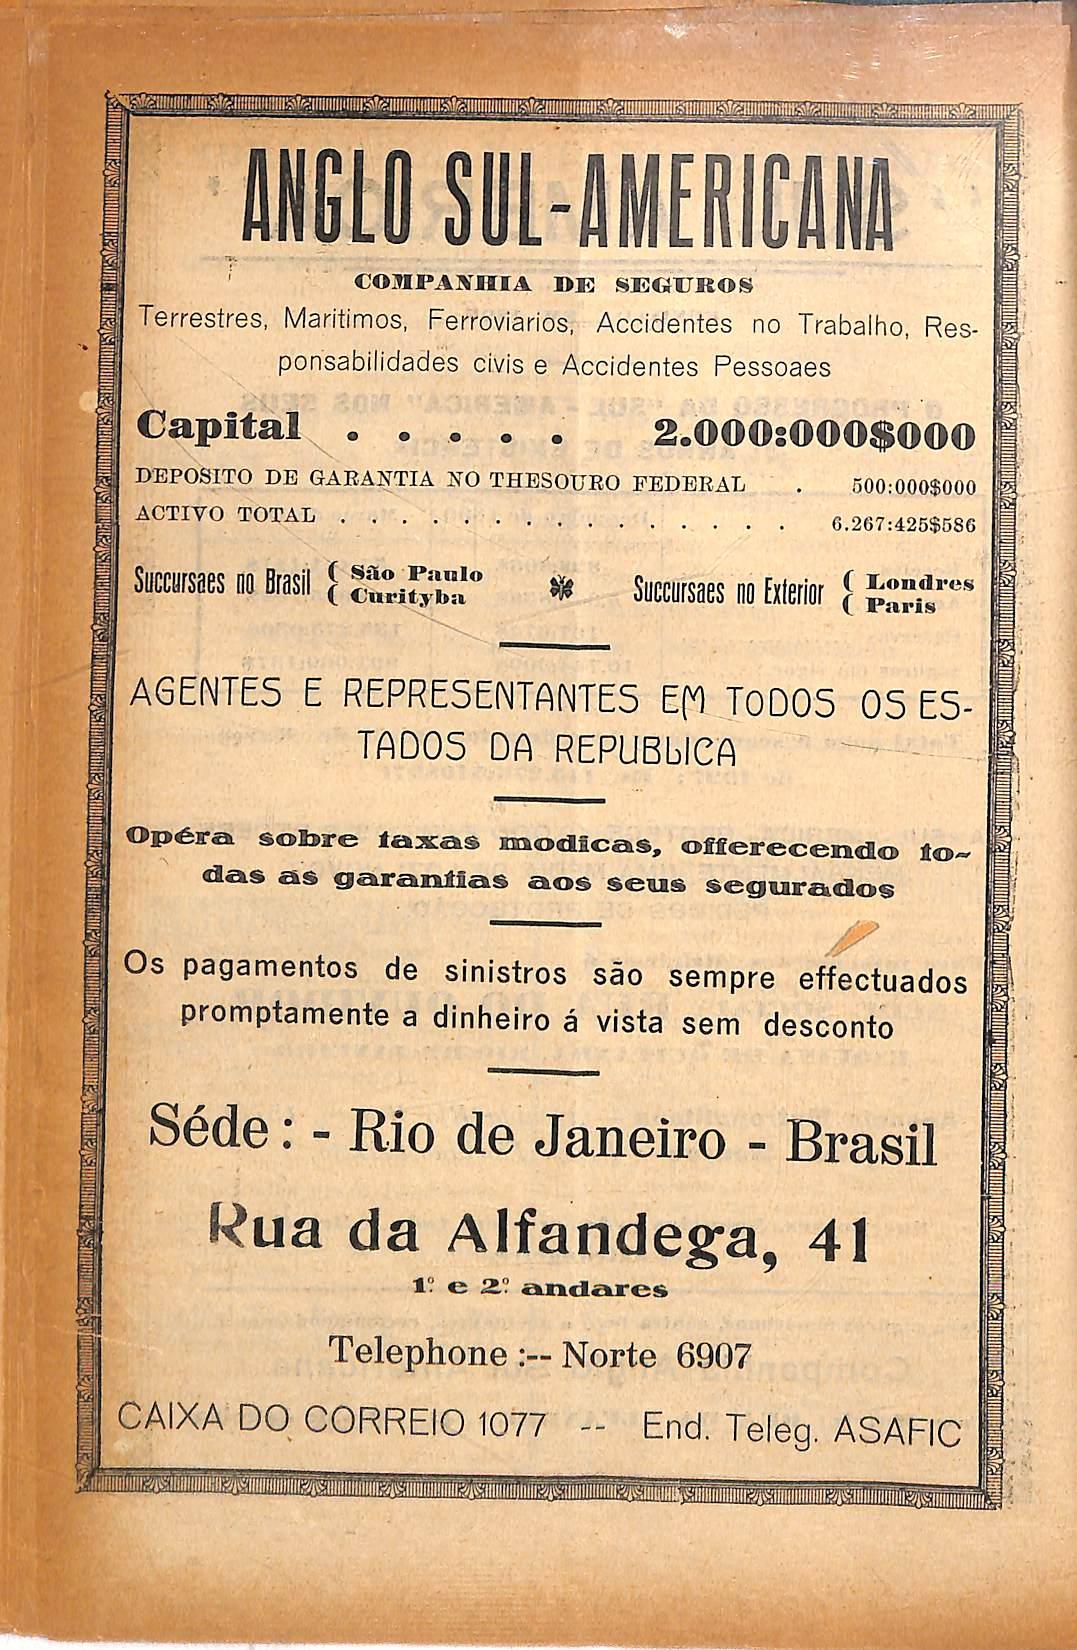 ANGLO SUL-AMERICANA
COMPANHIA DE SEGUROS
Terrestres, Maritimos, Ferroviarios, Accidentes no Trabalho, Res-
ponsabilidades civis e Accidentes Pessoaes
Capital . . . . . 2.000:000$000
DEPOSITO DE GARANTIA NO THESOURO FEDERAL . 500:000$000
ACTIVO TOTAL . . . . . . . . . . . . . . . 6.267:425$586
Succursaes no Brasil ( São Paulo
( Curityba
Succursaes no Exterior ( Londres
( Paris
AGENTES E REPRESENTANTES EM TODOS OS ES-
TADOS DA REPUBLICA
Opéra sobre taxas modicas, offerecendo to-
das as garantias aos seus segurados
Os pagamentos de sinistros são sempre effectuados
promptamente a dinheiro á vista sem desconto
Séde : - Rio de Janeiro - Brasil
Rua da Alfandega, 41
1º e 2º andares
Telephone :-- Norte 6907
CAIXA DO CORREIO 1077 -- End. Teleg. ASAFIC